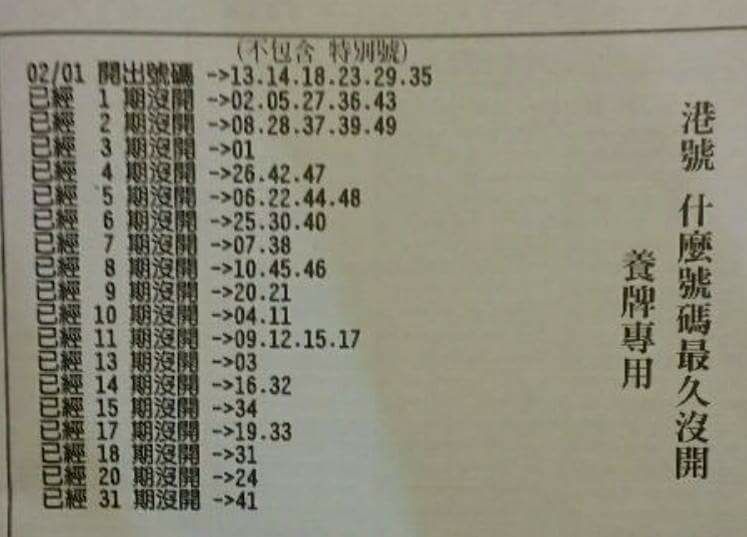 (不包含 特別號)
02/01 開出號碼 ->13.14.18.23.29.35
已經 1 期沒開 ->02.05.27.36.43
已經 2 期沒開 ->08.28.37.39.49
已經 3 期沒開 ->01
已經 4 期沒開 ->26.42.47
已經 5 期沒開 ->06.22.44.48
已經 6 期沒開 ->25.30.40
已經 7 期沒開 ->07.38
已經 8 期沒開 ->10.45.46
已經 9 期沒開 ->20.21
已經 10 期沒開 ->04.11
已經 11 期沒開 ->09.12.15.17
已經 13 期沒開 ->03
已經 14 期沒開 ->16.32
已經 15 期沒開 ->34
已經 17 期沒開 ->19.33
已經 18 期沒開 ->31
已經 20 期沒開 ->24
已經 31 期沒開 ->41
港號 什麼號碼最久沒開
養牌專用